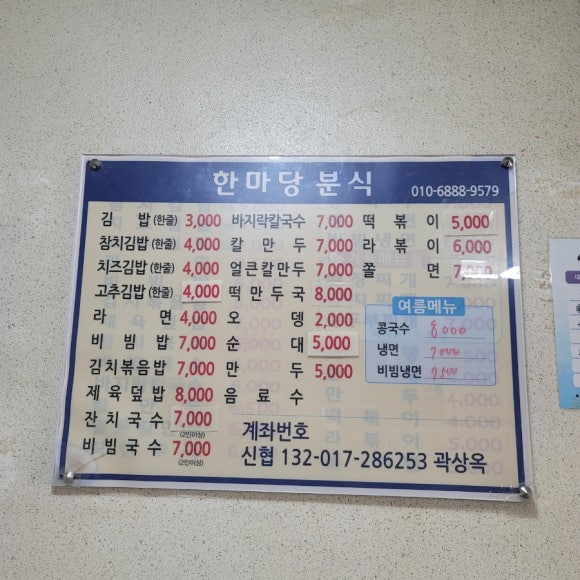 한마당 분식
010-6888-9579
김 밥 (한줄) 3,000
참치김밥 (한줄) 4,000
치즈김밥 (한줄) 4,000
고추김밥 (한줄) 4,000
라 면 4,000
비 빔 밥 7,000
김치볶음밥 7,000
제 육 덮 밥 8,000
잔 치 국 수 7,000
(2인이상)
비 빔 국 수 7,000
(2인이상)
바지락칼국수 7,000
칼 만 두 7,000
얼큰칼만두 7,000
떡 만 두 국 8,000
오 뎅 2,000
순 대 5,000
만 두 5,000
음 료 수
떡 볶 이 5,000
라 볶 이 6,000
쫄 면 7,000
여름메뉴
콩국수 8000
냉면 7000
비빔냉면 7500
계좌번호
신협 132-017-286253 곽상옥